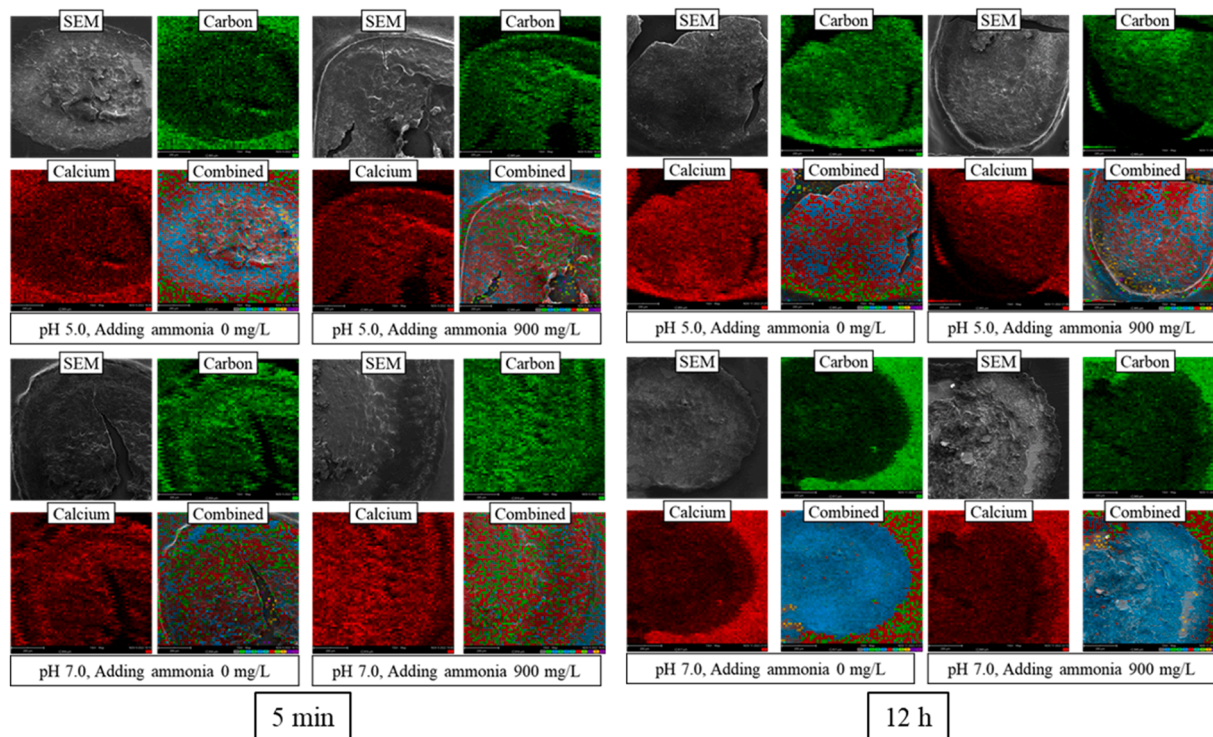 SEM Carbon SEM Carbon
SEM Carbon SEM Carbon
Calcium Combined Calcium Combined
Calcium Combined Calcium Combined
pH 5.0, Adding ammonia 0 mg/L pH 5.0, Adding ammonia 900 mg/L
pH 5.0, Adding ammonia 0 mg/L pH 5.0, Adding ammonia 900 mg/L
SEM Carbon SEM Carbon
SEM Carbon SEM Carbon
Calcium Combined Calcium Combined
Calcium Combined Calcium Combined
pH 7.0, Adding ammonia 0 mg/L pH 7.0, Adding ammonia 900 mg/L
pH 7.0, Adding ammonia 0 mg/L pH 7.0, Adding ammonia 900 mg/L
5 min
12 h